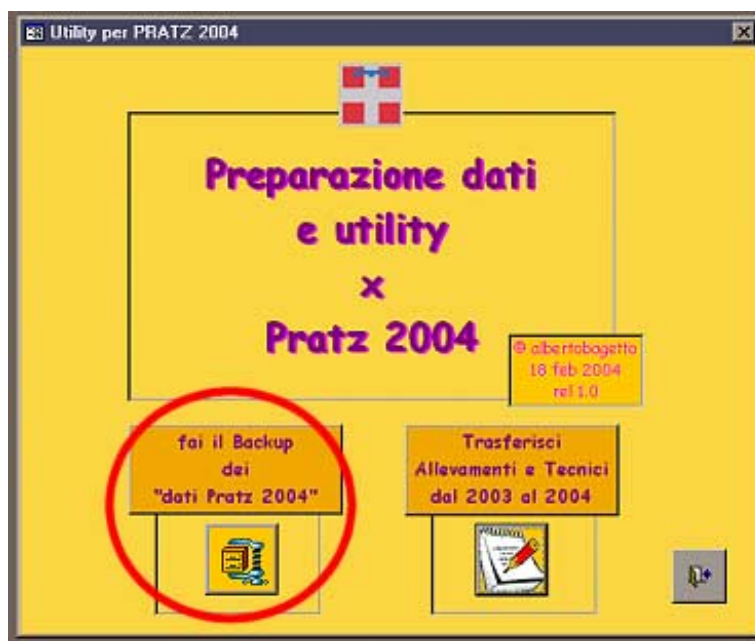 Utility per PRATZ 2004
Preparazione dati
e utility
x
Pratz 2004
© albertobogetto
18 feb 2004
rel 1.0
fai il Backup
dei
"dati Pratz 2004"
Trasferisci
Allevamenti e Tecnici
dal 2003 al 2004